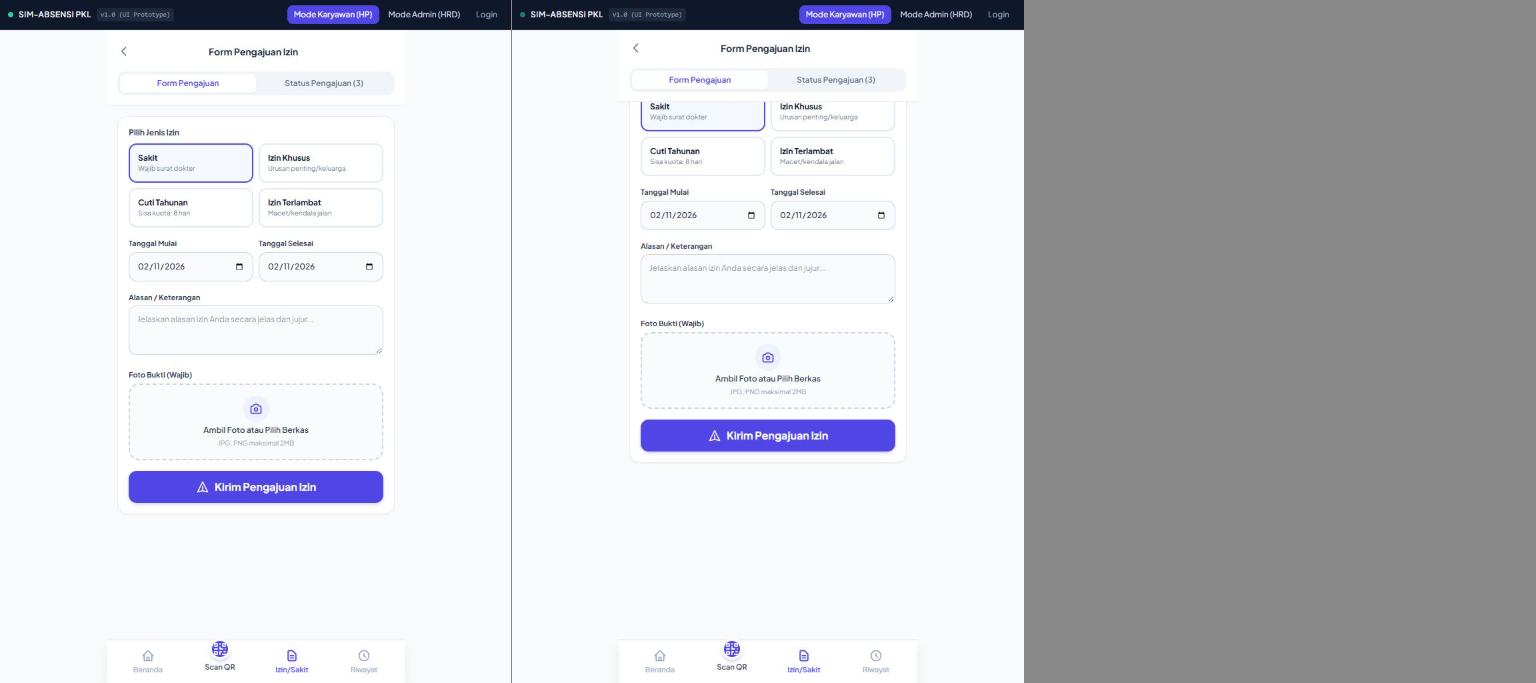 SIM-ABSENSI PKL v1.0 (UI Prototype) Mode Karyawan (HP) Mode Admin (HRD) Login
Form Pengajuan Izin
Form Pengajuan Status Pengajuan (3)
Pilih Jenis Izin
Sakit
Wajib surat dokter
Izin Khusus
Urusan penting/keluarga
Cuti Tahunan
Sisa kuota: 8 hari
Izin Terlambat
Macet/kendala jalan
Tanggal Mulai Tanggal Selesai
02/11/2026 02/11/2026
Alasan / Keterangan
Jelaskan alasan izin Anda secara jelas dan jujur...
Foto Bukti (Wajib)
Ambil Foto atau Pilih Berkas
JPG, PNG maksimal 2MB
Kirim Pengajuan Izin
Beranda Scan QR Izin/Sakit Riwayat
SIM-ABSENSI PKL v1.0 (UI Prototype) Mode Karyawan (HP) Mode Admin (HRD) Login
Form Pengajuan Izin
Form Pengajuan Status Pengajuan (3)
Sakit
Wajib surat dokter
Izin Khusus
Urusan penting/keluarga
Cuti Tahunan
Sisa kuota: 8 hari
Izin Terlambat
Macet/kendala jalan
Tanggal Mulai Tanggal Selesai
02/11/2026 02/11/2026
Alasan / Keterangan
Jelaskan alasan izin Anda secara jelas dan jujur...
Foto Bukti (Wajib)
Ambil Foto atau Pilih Berkas
JPG, PNG maksimal 2MB
Kirim Pengajuan Izin
Beranda Scan QR Izin/Sakit Riwayat